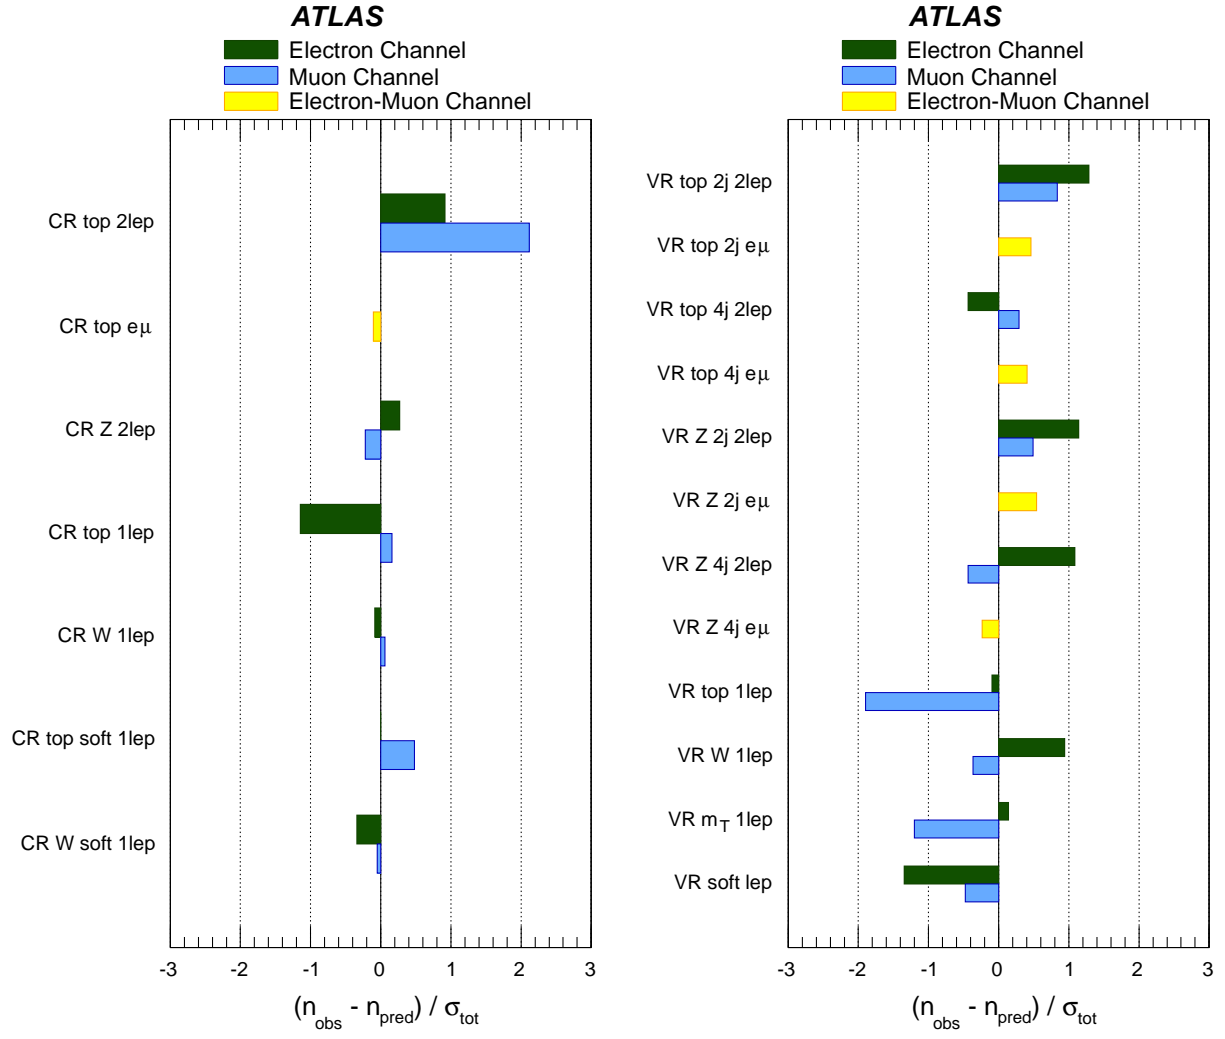 ATLAS
Electron Channel
Muon Channel
Electron-Muon Channel
CR top 2lep
CR top eμ
CR Z 2lep
CR top 1lep
CR W 1lep
CR top soft 1lep
CR W soft 1lep
-3 -2 -1 0 1 2 3
(n_obs - n_pred) / σ_tot
ATLAS
Electron Channel
Muon Channel
Electron-Muon Channel
VR top 2j 2lep
VR top 2j eμ
VR top 4j 2lep
VR top 4j eμ
VR Z 2j 2lep
VR Z 2j eμ
VR Z 4j 2lep
VR Z 4j eμ
VR top 1lep
VR W 1lep
VR m_T 1lep
VR soft lep
-3 -2 -1 0 1 2 3
(n_obs - n_pred) / σ_tot